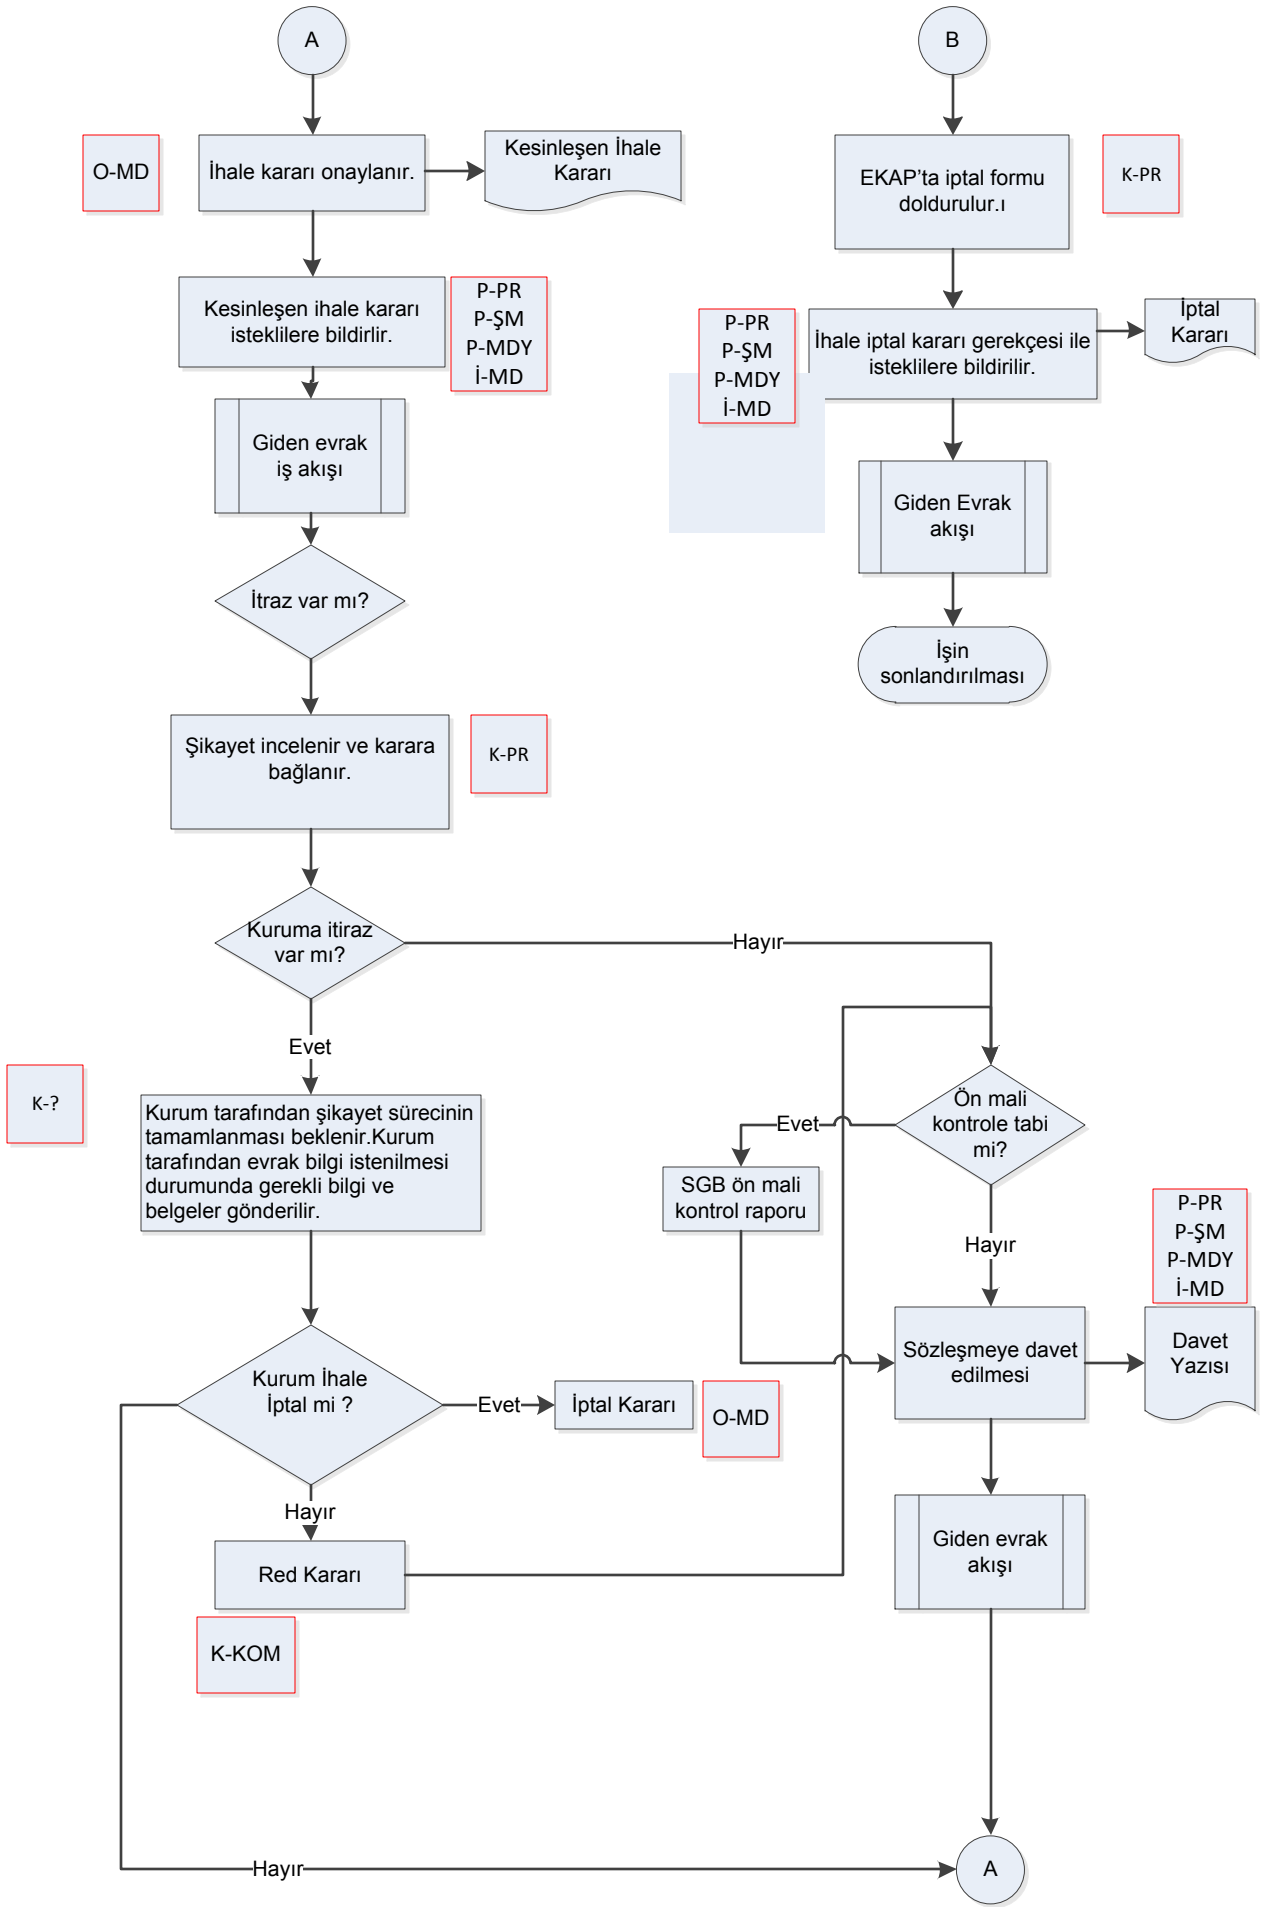 A
O-MD
İhale kararı onaylanır.
Kesinleşen İhale
Kararı
Kesinleşen ihale kararı
isteklilere bildirlir.
P-PR
P-ŞM
P-MDY
İ-MD
Giden evrak
iş akışı
İtraz var mı?
Şikayet incelenir ve karara
bağlanır.
K-PR
Kuruma itiraz
var mı?
Hayır
Evet
K-?
Kurum tarafından şikayet sürecinin
tamamlanması beklenir.Kurum
tarafından evrak bilgi istenilmesi
durumunda gerekli bilgi ve
belgeler gönderilir.
Kurum İhale
İptal mi ?
Evet
İptal Kararı
O-MD
Hayır
Red Kararı
K-KOM
Hayır
B
EKAP’ta iptal formu
doldurulur.ı
K-PR
P-PR
P-ŞM
P-MDY
İ-MD
İhale iptal kararı gerekçesi ile
isteklilere bildirilir.
İptal
Kararı
Giden Evrak
akışı
İşin
sonlandırılması
Ön mali
kontrole tabi
mi?
Evet
SGB ön mali
kontrol raporu
Hayır
P-PR
P-ŞM
P-MDY
İ-MD
Sözleşmeye davet
edilmesi
Davet
Yazısı
Giden evrak
akışı
A